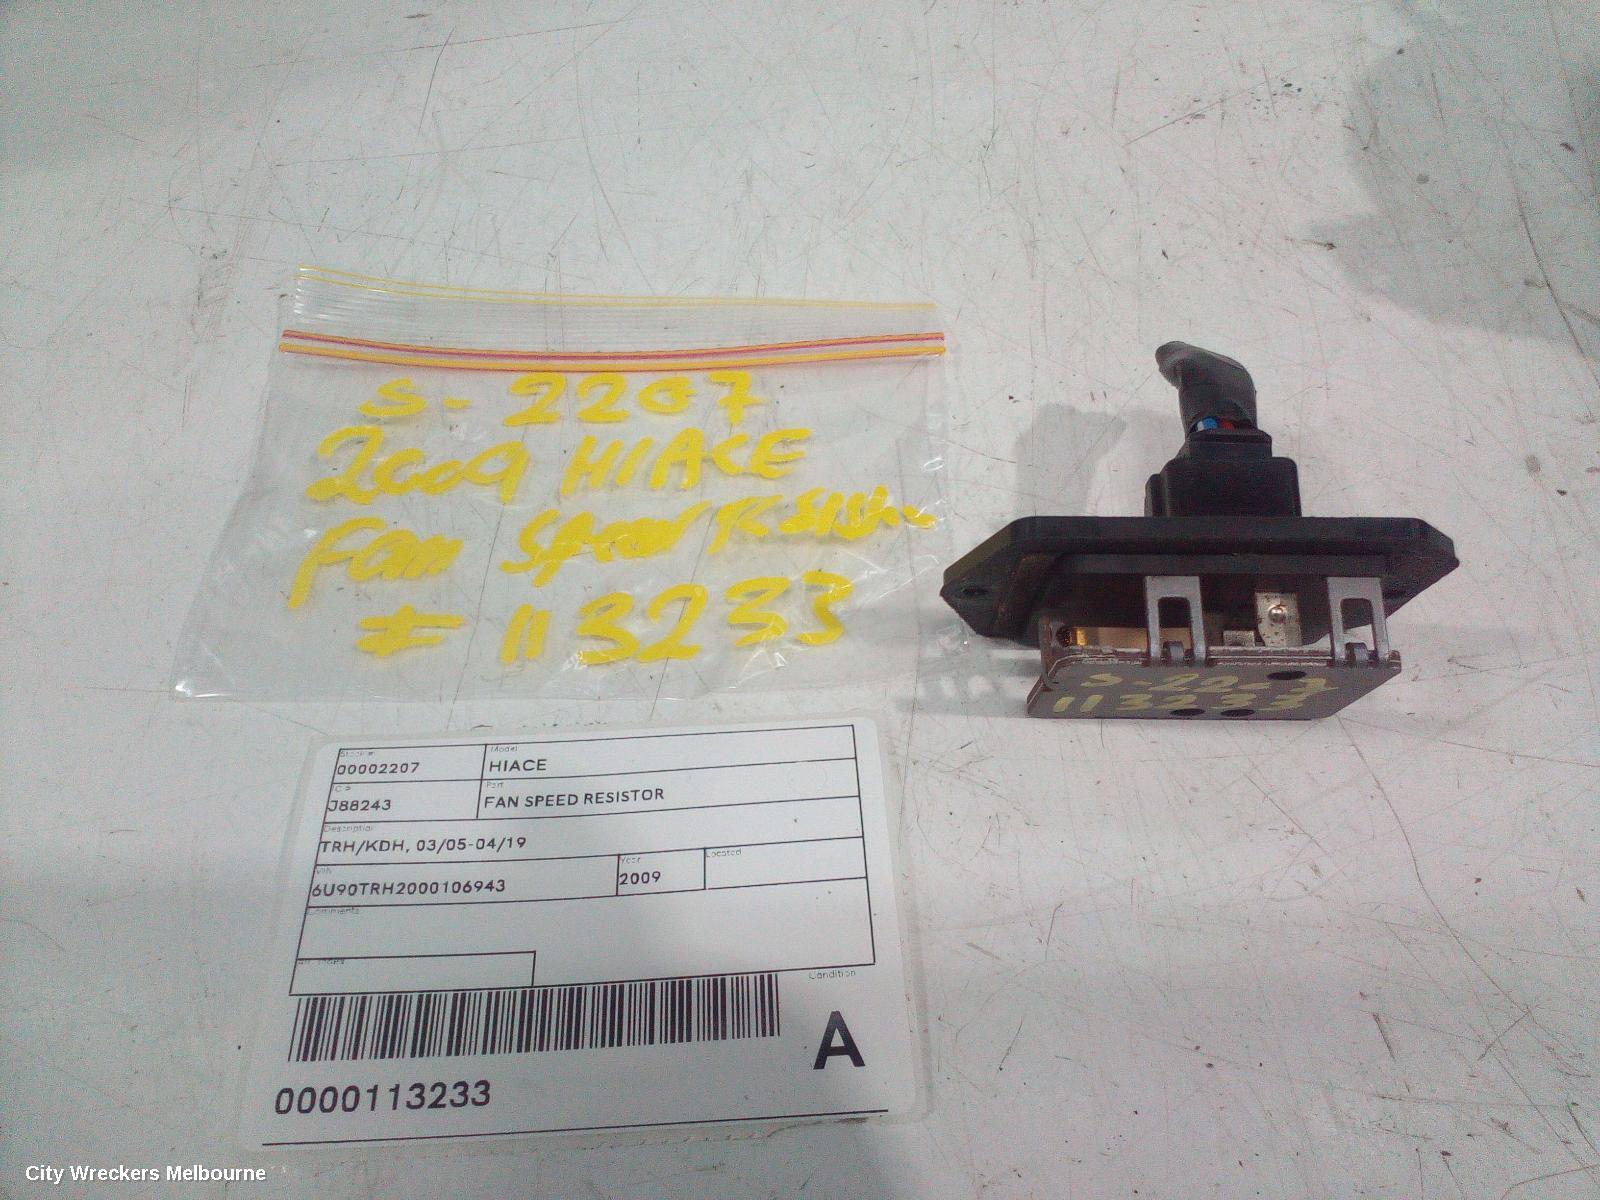 S-2207
2009 HIACE
Fan Speed Resistor
# 113233
S-2207
113233
Stock #
Model
00002207
HIACE
IC #
Part
J88243
FAN SPEED RESISTOR
Description
TRH/KDH, 03/05-04/19
Vin
Year
Located
6U90TRH2000106943
2009
Comments
Condition
A
0000113233
City Wreckers Melbourne